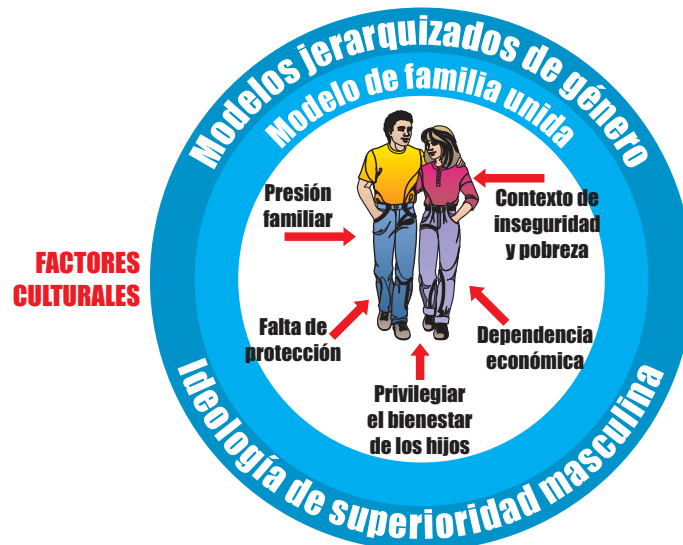 Modelos jerarquizados de género
Modelo de familia unida
Presión
familiar
Contexto de
inseguridad
y pobreza
FACTORES
CULTURALES
Falta de
protección
Dependencia
económica
Privilegiar
el bienestar
de los hijos
Ideología de superioridad masculina